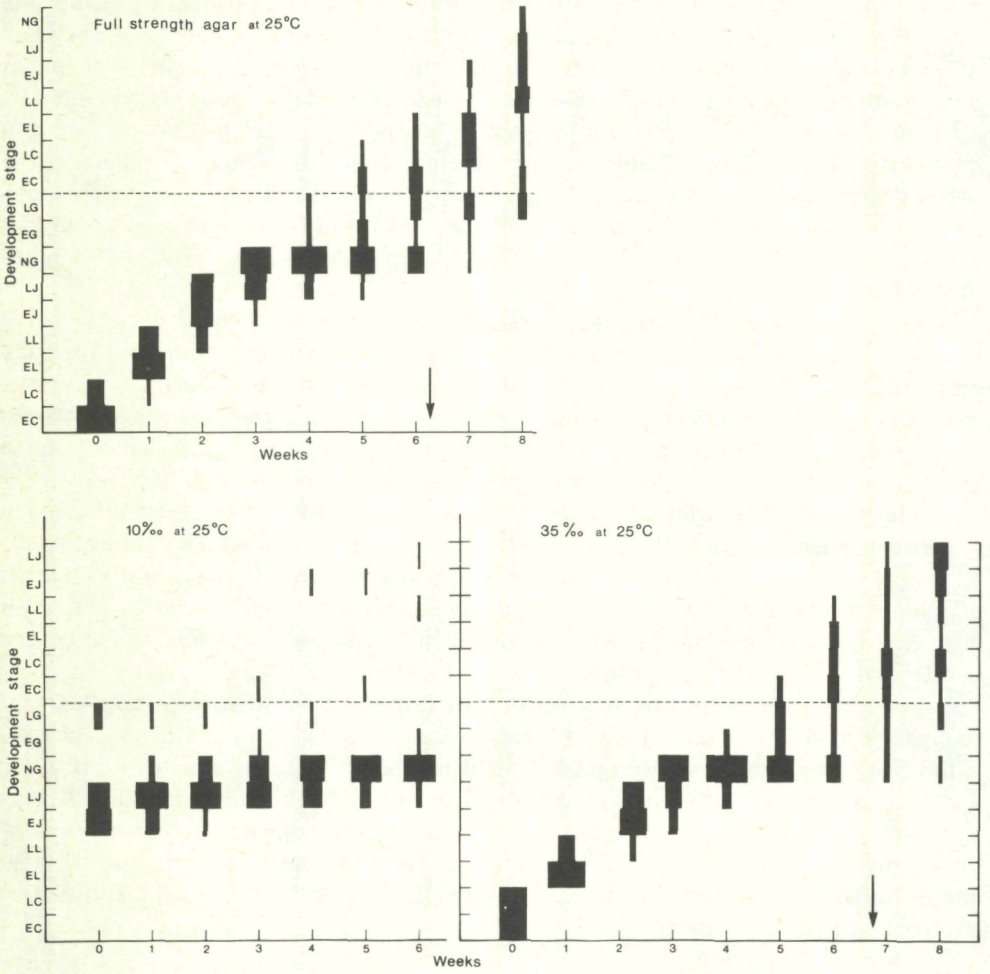 Full strength agar at 25°C
Development stage
NG
LJ
EJ
LL
EL
LC
EC
LG
EG
NG
LJ
EJ
LL
EL
LC
EC
0 1 2 3 4 5 6 7 8
Weeks
10‰ at 25°C
35‰ at 25°C
Development stage
LJ
EJ
LL
EL
LC
EC
LG
EG
NG
LJ
EJ
LL
EL
LC
EC
0 1 2 3 4 5 6 0 1 2 3 4 5 6 7 8
Weeks